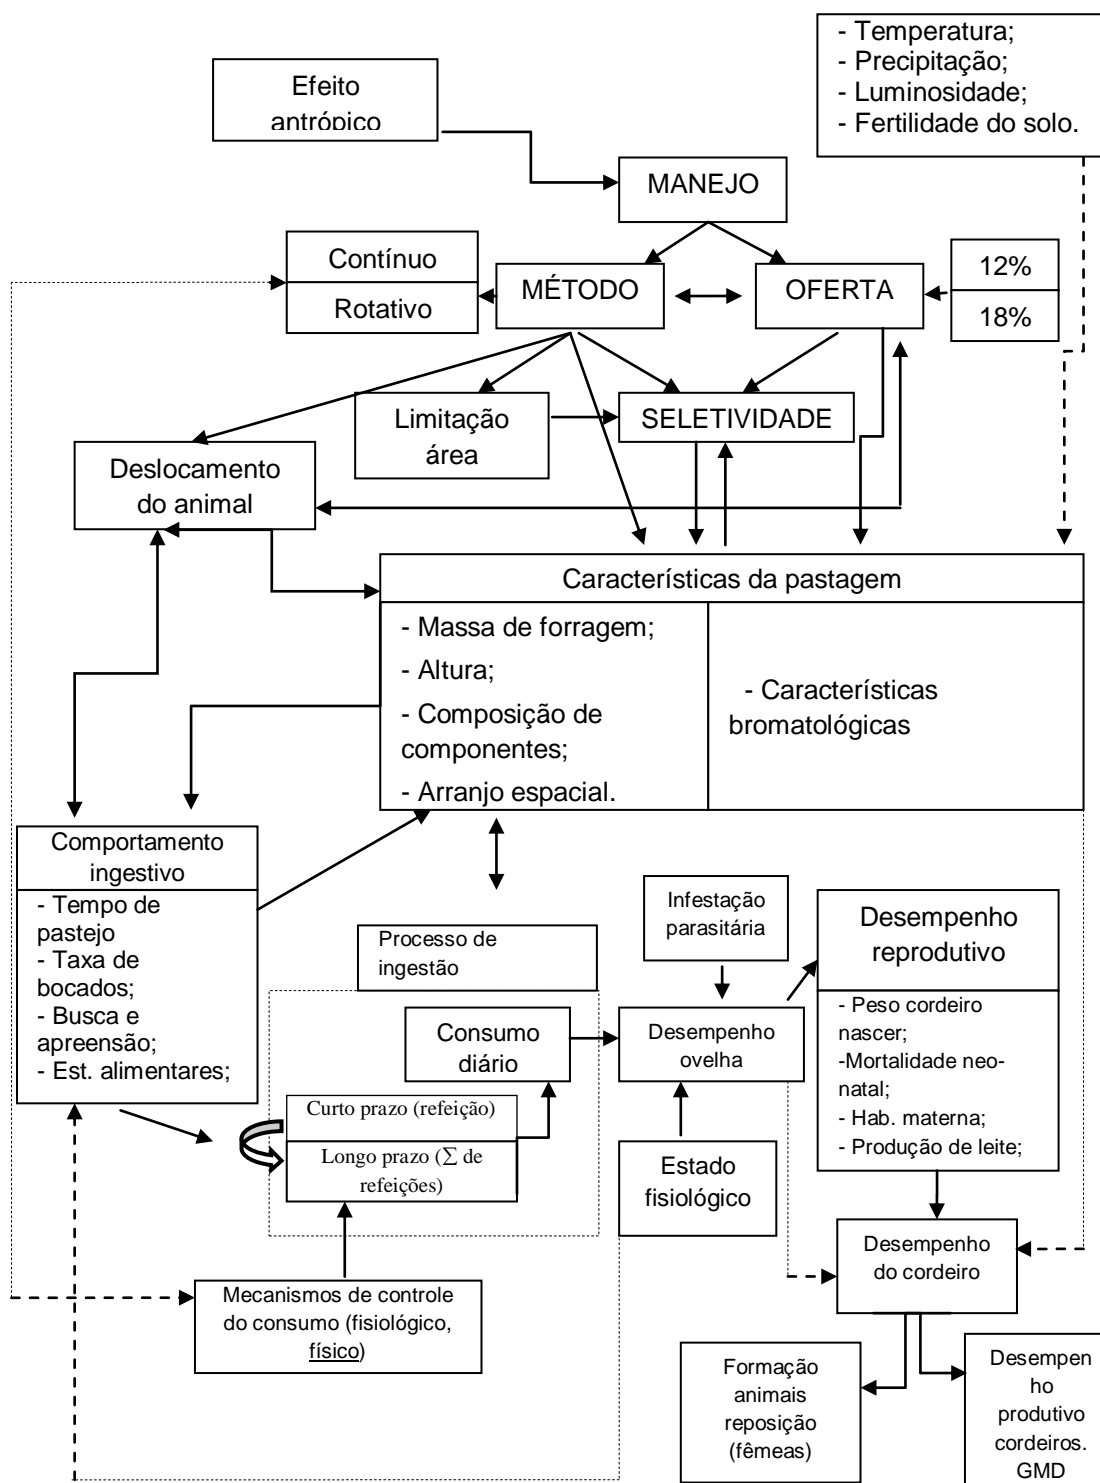 - Temperatura;
- Precipitação;
- Luminosidade;
- Fertilidade do solo.
Efeito
antrópico
MANEJO
Contínuo
Rotativo
MÉTODO
OFERTA
12%
18%
Limitação
área
SELETIVIDADE
Deslocamento
do animal
Características da pastagem
- Massa de forragem;
- Altura;
- Composição de
componentes;
- Arranjo espacial.
- Características
bromatológicas
Comportamento
ingestivo
- Tempo de
pastejo
- Taxa de
bocados;
- Busca e
apreensão;
- Est. alimentares;
Processo de
ingestão
Infestação
parasitária
Desempenho
reprodutivo
- Peso cordeiro
nascer;
-Mortalidade neo-
natal;
- Hab. materna;
- Produção de leite;
Consumo
diário
Desempenho
ovelha
Curto prazo (refeição)
Longo prazo (∑ de
refeições)
Estado
fisiológico
Desempenho
do cordeiro
Mecanismos de controle
do consumo (fisiológico,
físico)
Formação
animais
reposição
(fêmeas)
Desempen
ho
produtivo
cordeiros.
GMD